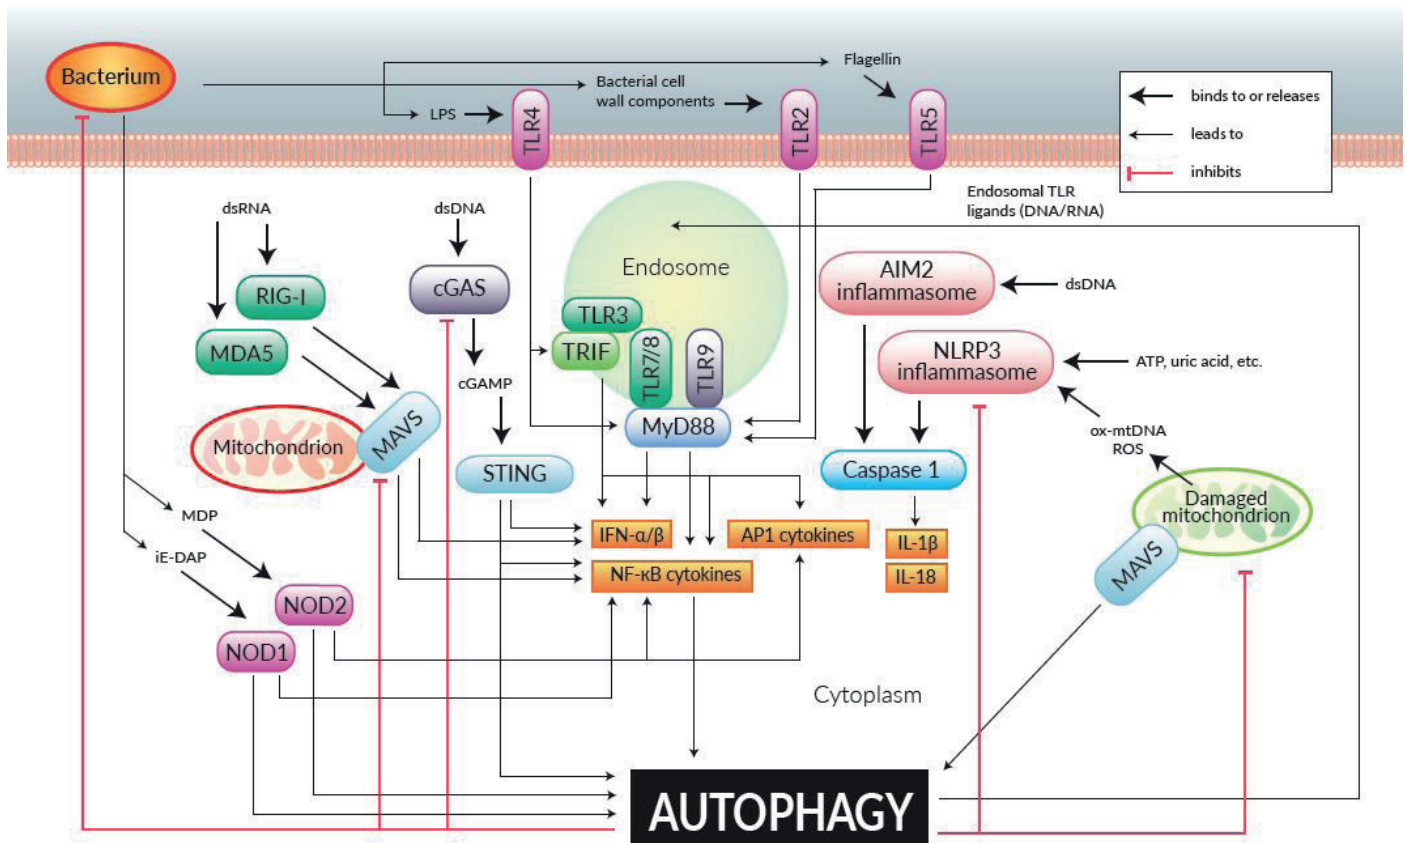 Bacterium
Flagellin
Bacterial cell
wall components
LPS
TLR4
TLR2
TLR5
binds to or releases
leads to
inhibits
Endosomal TLR
ligands (DNA/RNA)
dsRNA
dsDNA
RIG-I
MDA5
cGAS
cGAMP
STING
Endosome
TLR3
TRIF
TLR7/8
TLR9
MyD88
AIM2
inflammasome
dsDNA
NLRP3
inflammasome
ATP, uric acid, etc.
ox-mtDNA
ROS
Mitochondrion
MAVS
Caspase 1
Damaged
mitochondrion
MAVS
MDP
iE-DAP
IFN-α/β
AP1 cytokines
NF-κB cytokines
IL-1β
IL-18
NOD2
NOD1
Cytoplasm
AUTOPHAGY